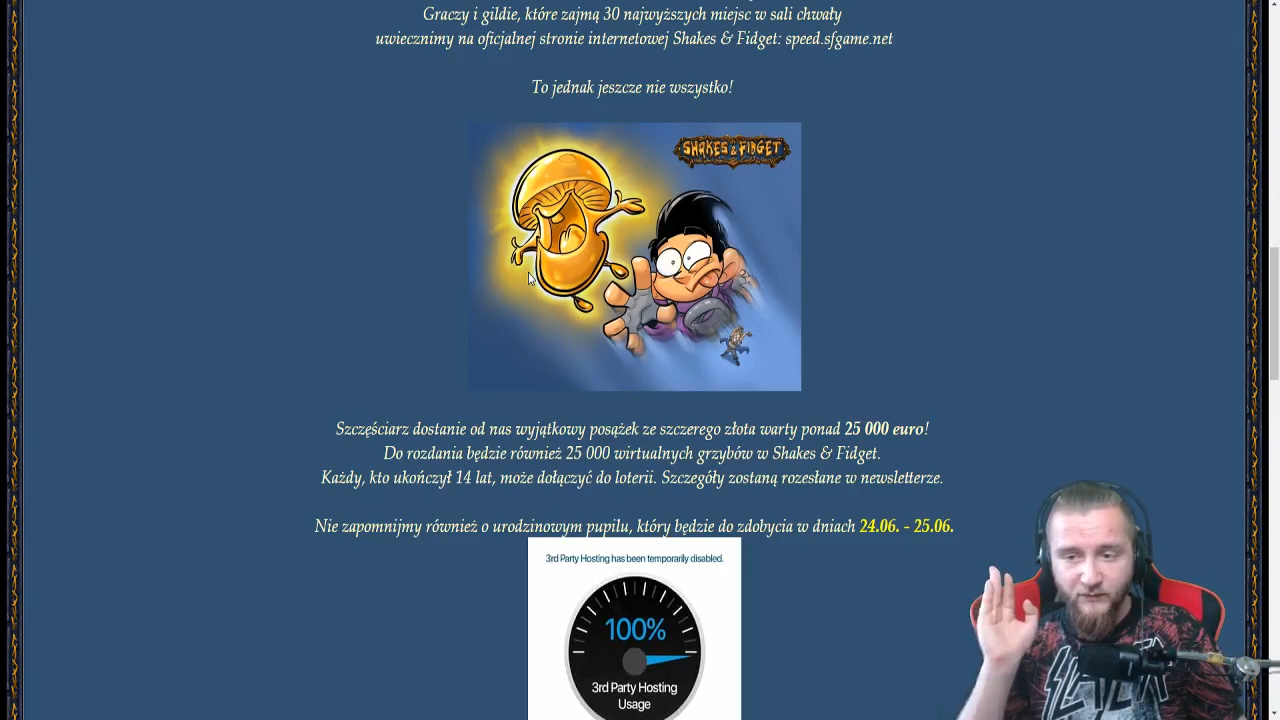 Graczy i gildie, które zajmą 30 najwyższych miejsc w sali chwały
uwiecznimy na oficjalnej stronie internetowej Shakes & Fidget: speed.sfgame.net
To jednak jeszcze nie wszystko!
SHAKES & FIDGET
Szczęściarz dostanie od nas wyjątkowy posążek ze szczerego złota warty ponad 25 000 euro!
Do rozdania będzie również 25 000 wirtualnych grzybów w Shakes & Fidget.
Każdy, kto ukończył 14 lat, może dołączyć do loterii. Szczegóły zostaną rozesłane w newsletterze.
Nie zapomnijmy również o urodzinowym pupilu, który będzie do zdobycia w dniach 24.06. - 25.06.
3rd Party Hosting has been temporarily disabled.
100%
3rd Party Hosting
Usage
SLAYER